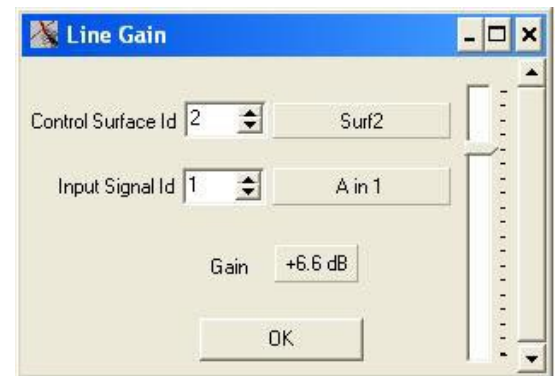 Line Gain
Control Surface Id 2 Surf2
Input Signal Id 1 A in 1
Gain +6.6 dB
OK